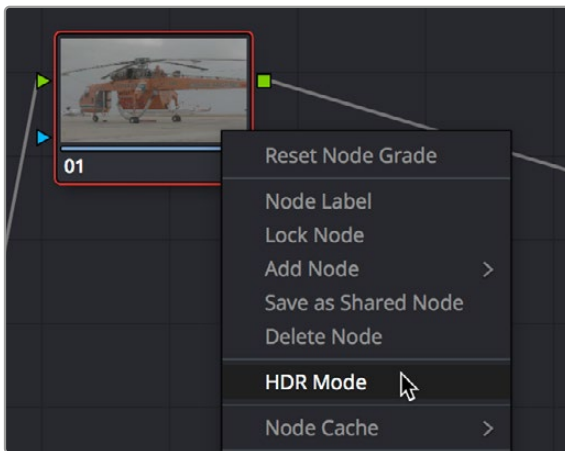 01
Reset Node Grade
Node Label
Lock Node
Add Node >
Save as Shared Node
Delete Node
HDR Mode
Node Cache >